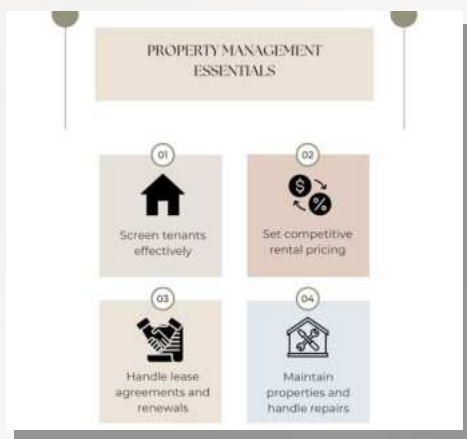 PROPERTY MANAGEMENT
ESSENTIALS
01
Screen tenants
effectively
02
$
%
Set competitive
rental pricing
03
Handle lease
agreements and
renewals
04
Maintain
properties and
handle repairs